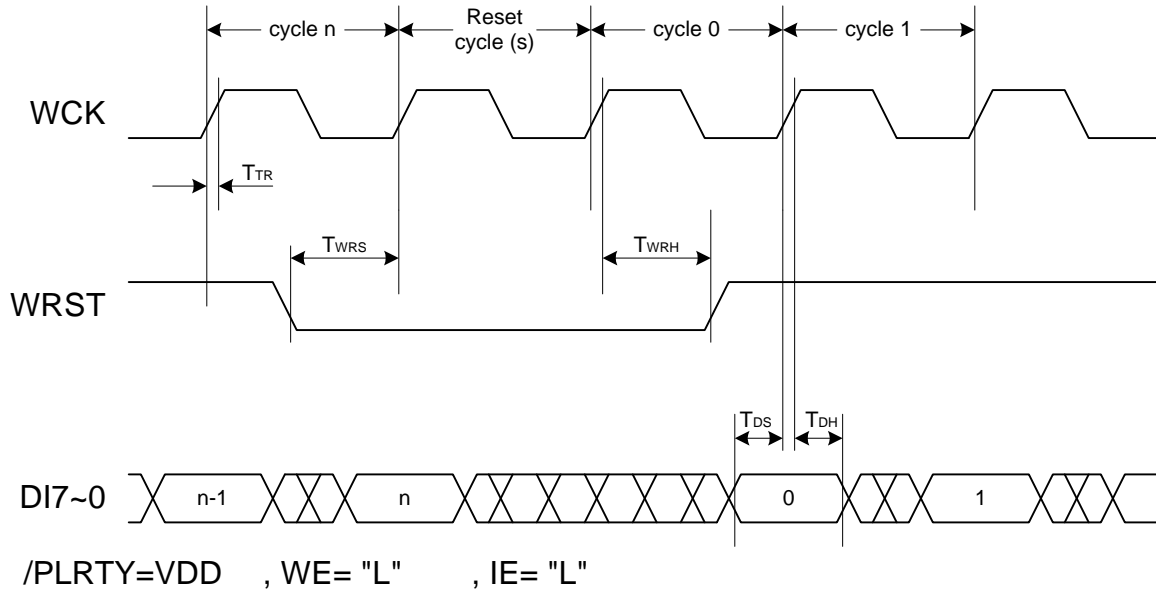 cycle n
Reset
cycle (s)
cycle 0
cycle 1
WCK
TTR
TWRS
TWRH
WRST
TDS
TDH
DI7~0
n-1
n
0
1
/PLRTY=VDD , WE= "L" , IE= "L"